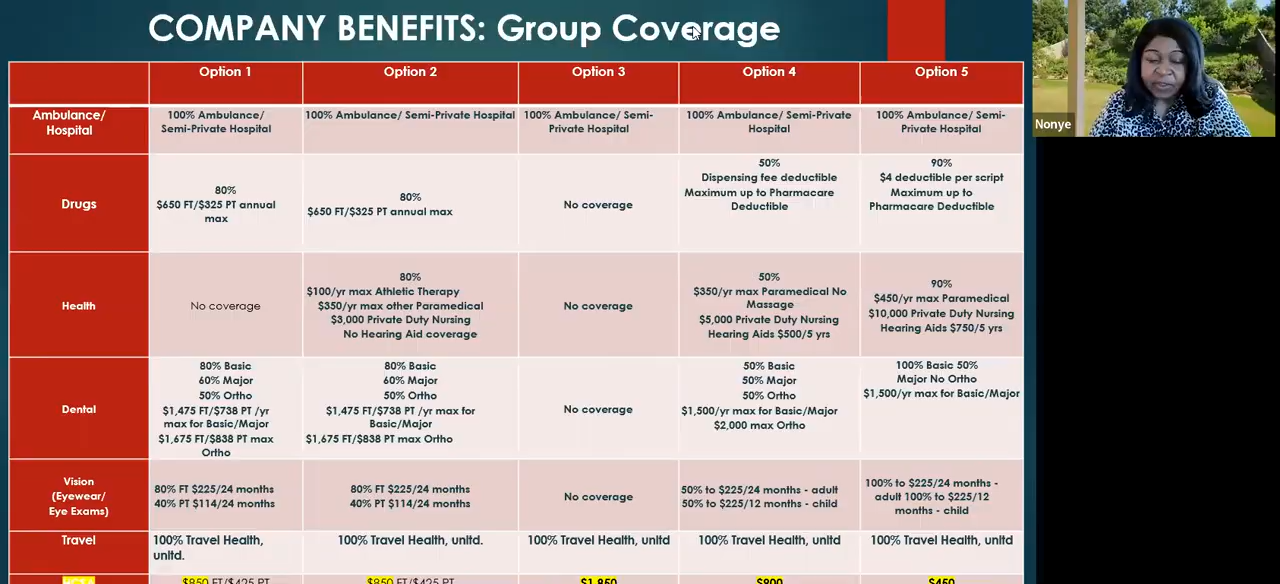 COMPANY BENEFITS: Group Coverage
Option 1
Option 2
Option 3
Option 4
Option 5
Ambulance/
Hospital
100% Ambulance/
Semi-Private Hospital
100% Ambulance/ Semi-Private Hospital
100% Ambulance/ Semi-
Private Hospital
100% Ambulance/ Semi-Private
Hospital
100% Ambulance/ Semi-
Private Hospital
Drugs
80%
$650 FT/$325 PT annual
max
80%
$650 FT/$325 PT annual max
No coverage
50%
Dispensing fee deductible
Maximum up to Pharmacare
Deductible
90%
$4 deductible per script
Maximum up to
Pharmacare Deductible
Health
No coverage
80%
$100/yr max Athletic Therapy
$350/yr max other Paramedical
$3,000 Private Duty Nursing
No Hearing Aid coverage
No coverage
50%
$350/yr max Paramedical No
Massage
$5,000 Private Duty Nursing
Hearing Aids $500/5 yrs
90%
$450/yr max Paramedical
$10,000 Private Duty Nursing
Hearing Aids $750/5 yrs
Dental
80% Basic
60% Major
50% Ortho
$1,475 FT/$738 PT /yr
max for Basic/Major
$1,675 FT/$838 PT max
Ortho
80% Basic
60% Major
50% Ortho
$1,475 FT/$738 PT /yr max for
Basic/Major
$1,675 FT/$838 PT max Ortho
No coverage
50% Basic
50% Major
50% Ortho
$1,500/yr max for Basic/Major
$2,000 max Ortho
100% Basic 50%
Major No Ortho
$1,500/yr max for Basic/Major
Vision
(Eyewear/
Eye Exams)
80% FT $225/24 months
40% PT $114/24 months
80% FT $225/24 months
40% PT $114/24 months
No coverage
50% to $225/24 months - adult
50% to $225/12 months - child
100% to $225/24 months -
adult 100% to $225/12
months - child
Travel
100% Travel Health,
unltd.
100% Travel Health, unltd.
100% Travel Health, unltd
100% Travel Health, unltd
100% Travel Health, unltd
HCSA
$850 FT/$425 PT
$850 FT/$425 PT
$1,850
$800
$450
Nonye